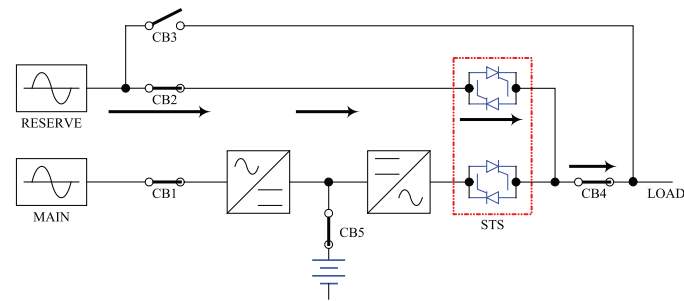 CB3
CB2
RESERVE
CB1
MAIN
CB5
STS
CB4
LOAD